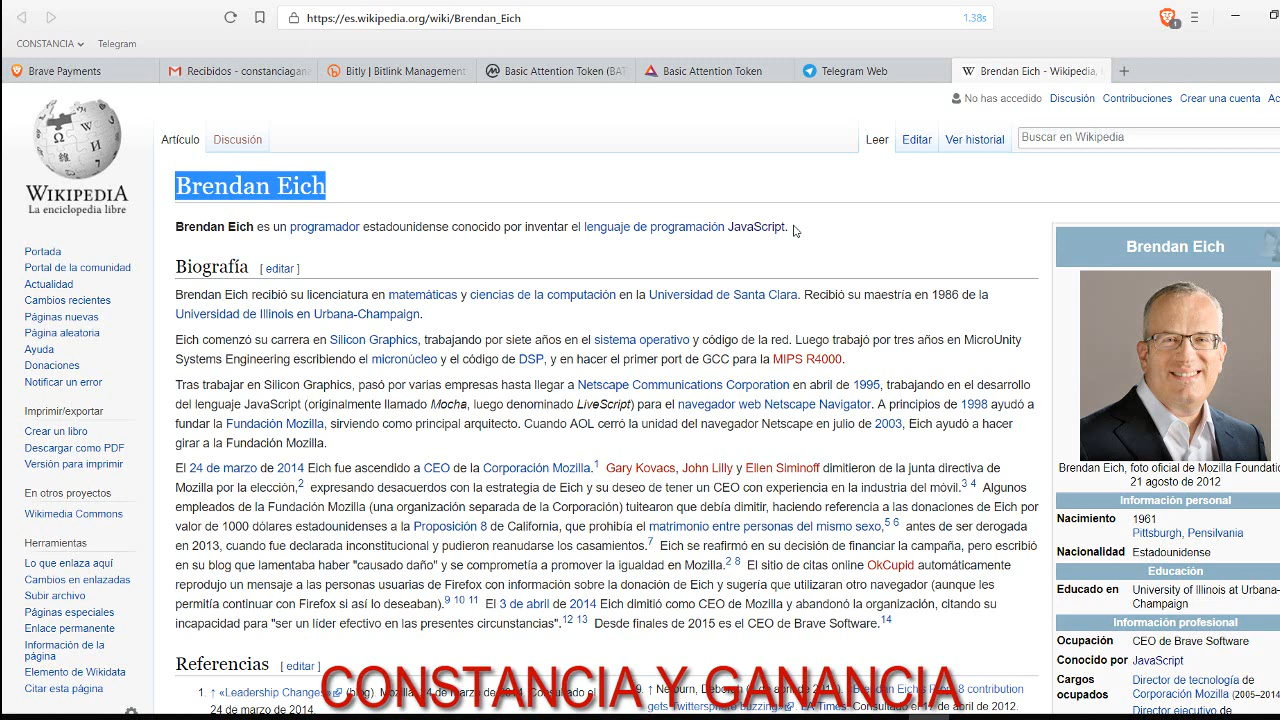 https://es.wikipedia.org/wiki/Brendan_Eich
1.38s
1
CONSTANCIA
Telegram
Brave Payments
Recibidos - constanciagan
Bitly | Bitlink Management
Basic Attention Token (BAT
Basic Attention Token
Telegram Web
Brendan Eich - Wikipedia,
No ha accedido
Discusión
Contribuciones
Crear una cuenta
Ac
Artículo
Discusión
Leer
Editar
Ver historial
Buscar en Wikipedia
WIKIPEDIA
La enciclopedia libre
Portada
Portal de la comunidad
Actualidad
Cambios recientes
Páginas nuevas
Página aleatoria
Ayuda
Donaciones
Notificar un error
Imprimir/exportar
Crear un libro
Descargar como PDF
Versión para imprimir
En otros proyectos
Wikimedia Commons
Herramientas
Lo que enlaza aquí
Cambios en enlazadas
Subir archivo
Páginas especiales
Enlace permanente
Información de la
página
Elemento de Wikidata
Citar esta página
Brendan Eich
Brendan Eich es un programador estadounidense conocido por inventar el lenguaje de programación JavaScript.
Biografía [ editar ]
Brendan Eich recibió su licenciatura en matemáticas y ciencias de la computación en la Universidad de Santa Clara. Recibió su maestría en 1986 de la
Universidad de Illinois en Urbana-Champaign.
Eich comenzó su carrera en Silicon Graphics, trabajando por siete años en el sistema operativo y código de la red. Luego trabajó por tres años en MicroUnity
Systems Engineering escribiendo el micronúcleo y el código de DSP, y en hacer el primer port de GCC para la MIPS R4000.
Tras trabajar en Silicon Graphics, pasó por varias empresas hasta llegar a Netscape Communications Corporation en abril de 1995, trabajando en el desarrollo
del lenguaje JavaScript (originalmente llamado Mocha, luego denominado LiveScript) para el navegador web Netscape Navigator. A principios de 1998 ayudó a
fundar la Fundación Mozilla, sirviendo como principal arquitecto. Cuando AOL cerró la unidad del navegador Netscape en julio de 2003, Eich ayudó a hacer
girar a la Fundación Mozilla.
El 24 de marzo de 2014 Eich fue ascendido a CEO de la Corporación Mozilla.1 Gary Kovacs, John Lilly y Ellen Siminoff dimitieron de la junta directiva de
Mozilla por la elección,2 expresando desacuerdos con la estrategia de Eich y su deseo de tener un CEO con experiencia en la industria del móvil.3 4 Algunos
empleados de la Fundación Mozilla (una organización separada de la Corporación) tuitearon que debía dimitir, haciendo referencia a las donaciones de Eich por
valor de 1000 dólares estadounidenses a la Proposición 8 de California, que prohibía el matrimonio entre personas del mismo sexo,5 6 antes de ser derogada
en 2013, cuando fue declarada inconstitucional y pudieron reanudarse los casamientos.7 Eich se reafirmó en su decisión de financiar la campaña, pero escribió
en su blog que lamentaba haber "causado daño" y se comprometía a promover la igualdad en Mozilla.2 8 El sitio de citas online OkCupid automáticamente
reprodujo un mensaje a las personas usuarias de Firefox con información sobre la donación de Eich y sugería que utilizaran otro navegador (aunque les
permitía continuar con Firefox si así lo deseaban).9 10 11 El 3 de abril de 2014 Eich dimitió como CEO de Mozilla y abandonó la organización, citando su
incapacidad para "ser un líder efectivo en las presentes circunstancias".12 13 Desde finales de 2015 es el CEO de Brave Software.14
Referencias [ editar ]
1. ↑ «Leadership Changes» (blog). Mozilla. 24 de marzo de 2014. Consultado el
24 de marzo de 2014.
9. ↑ Deborah Prop 8 contribution
gets Twittersphere buzzing LA Times. Consultado de abril de 2012.
CONSTANCIA Y GANANCIA
Brendan Eich
Brendan Eich, foto oficial de Mozilla Foundatio
21 agosto de 2012
Información personal
Nacimiento 1961
Pittsburgh, Pensilvania
Nacionalidad Estadounidense
Educación
Educado en University of Illinois at Urbana-
Champaign
Información profesional
Ocupación CEO de Brave Software
Conocido por JavaScript
Cargos Director de tecnología de
ocupados Corporación Mozilla (2005–2014
Director ejecutivo de